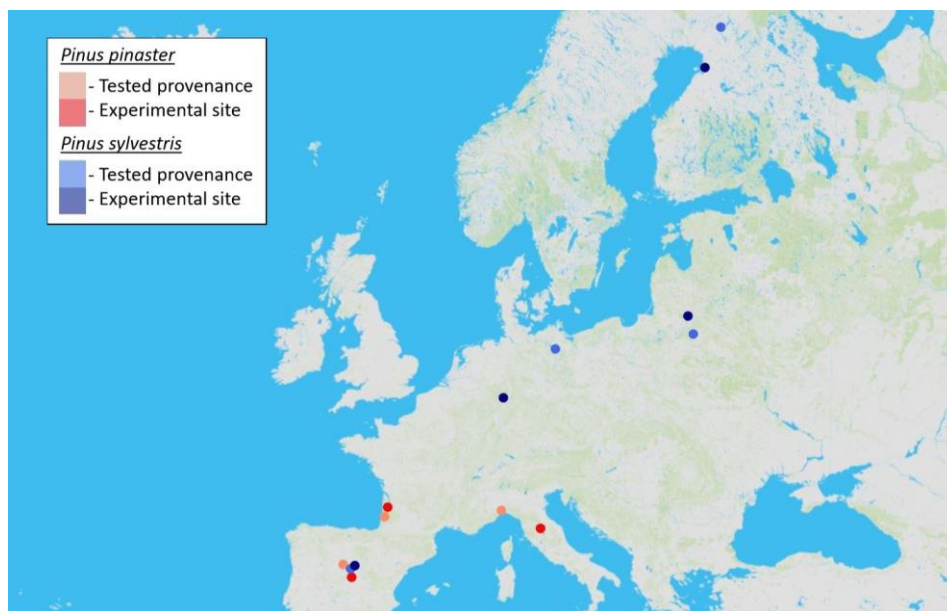 Pinus pinaster
- Tested provenance
- Experimental site
Pinus sylvestris
- Tested provenance
- Experimental site